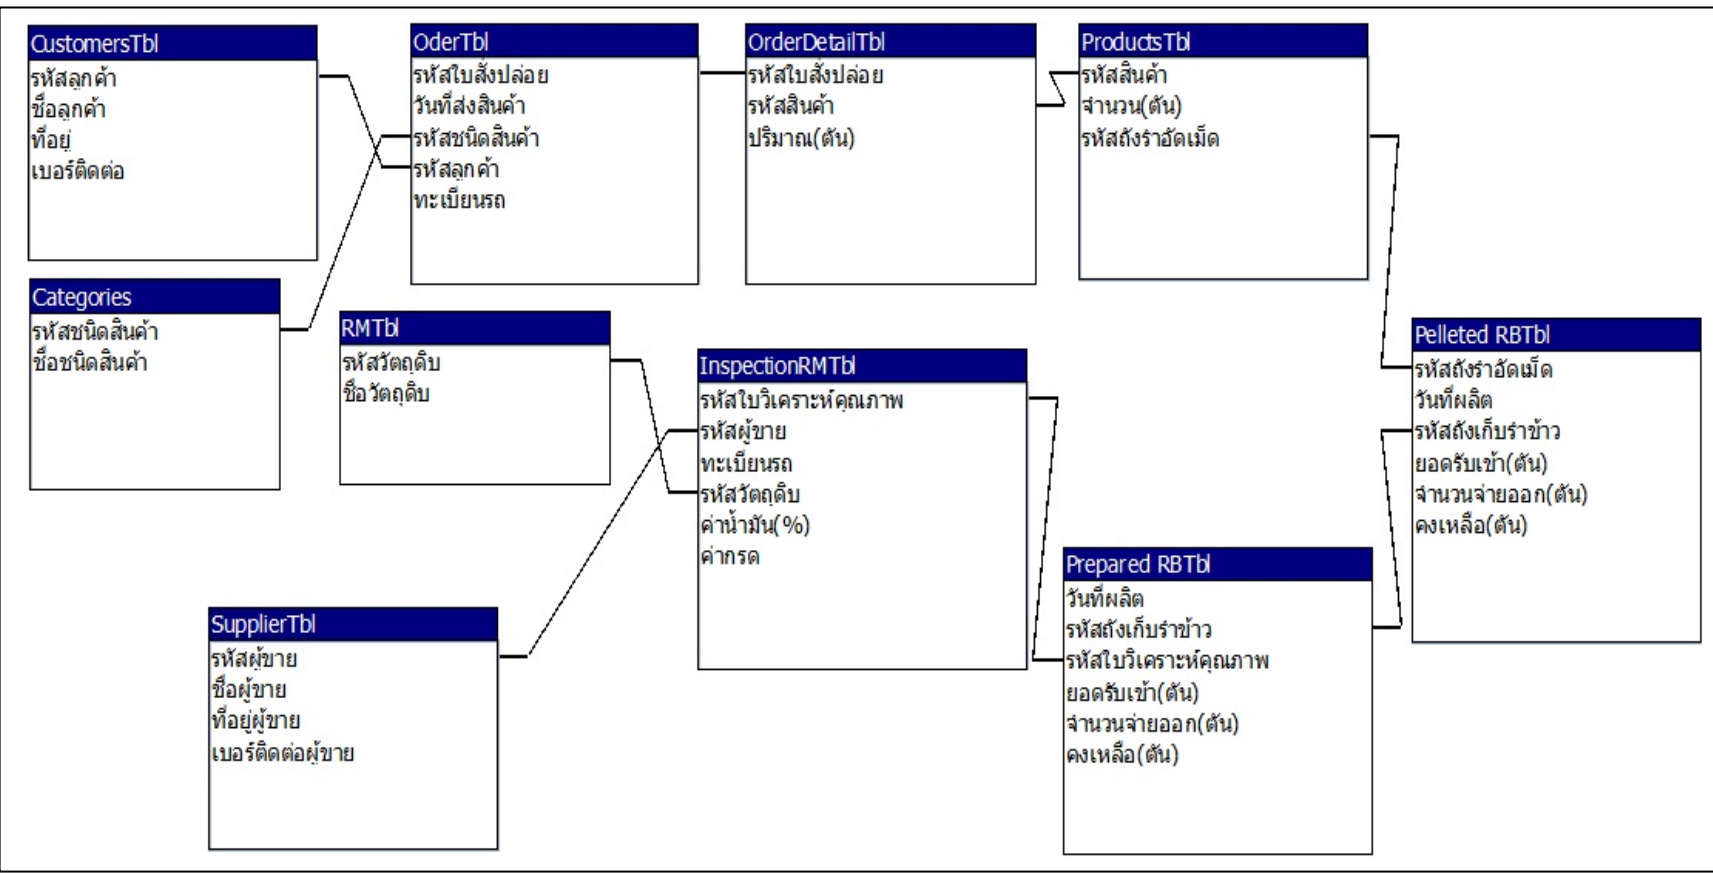 CustomersTbl
รหัสลูกค้า
ชื่อลูกค้า
ที่อยู่
เบอร์ติดต่อ
OderTbl
รหัสใบสั่งปล่อย
วันที่ส่งสินค้า
รหัสชนิดสินค้า
รหัสลูกค้า
ทะเบียนรถ
OrderDetailTbl
รหัสใบสั่งปล่อย
รหัสสินค้า
ปริมาณ(ตัน)
ProductsTbl
รหัสสินค้า
จำนวน(ตัน)
รหัสถังรำอัดเม็ด
Categories
รหัสชนิดสินค้า
ชื่อชนิดสินค้า
RMTbl
รหัสวัตถุดิบ
ชื่อวัตถุดิบ
InspectionRMTbl
รหัสใบวิเคราะห์คุณภาพ
รหัสผู้ขาย
ทะเบียนรถ
รหัสวัตถุดิบ
ค่าน้ำมัน(%)
ค่ากรด
Pelleted RBTbl
รหัสถังรำอัดเม็ด
วันที่ผลิต
รหัสถังเก็บรำข้าว
ยอดรับเข้า(ตัน)
จำนวนจ่ายออก(ตัน)
คงเหลือ(ตัน)
Prepared RBTbl
วันที่ผลิต
รหัสถังเก็บรำข้าว
รหัสใบวิเคราะห์คุณภาพ
ยอดรับเข้า(ตัน)
จำนวนจ่ายออก(ตัน)
คงเหลือ(ตัน)
SupplierTbl
รหัสผู้ขาย
ชื่อผู้ขาย
ที่อยู่ผู้ขาย
เบอร์ติดต่อผู้ขาย